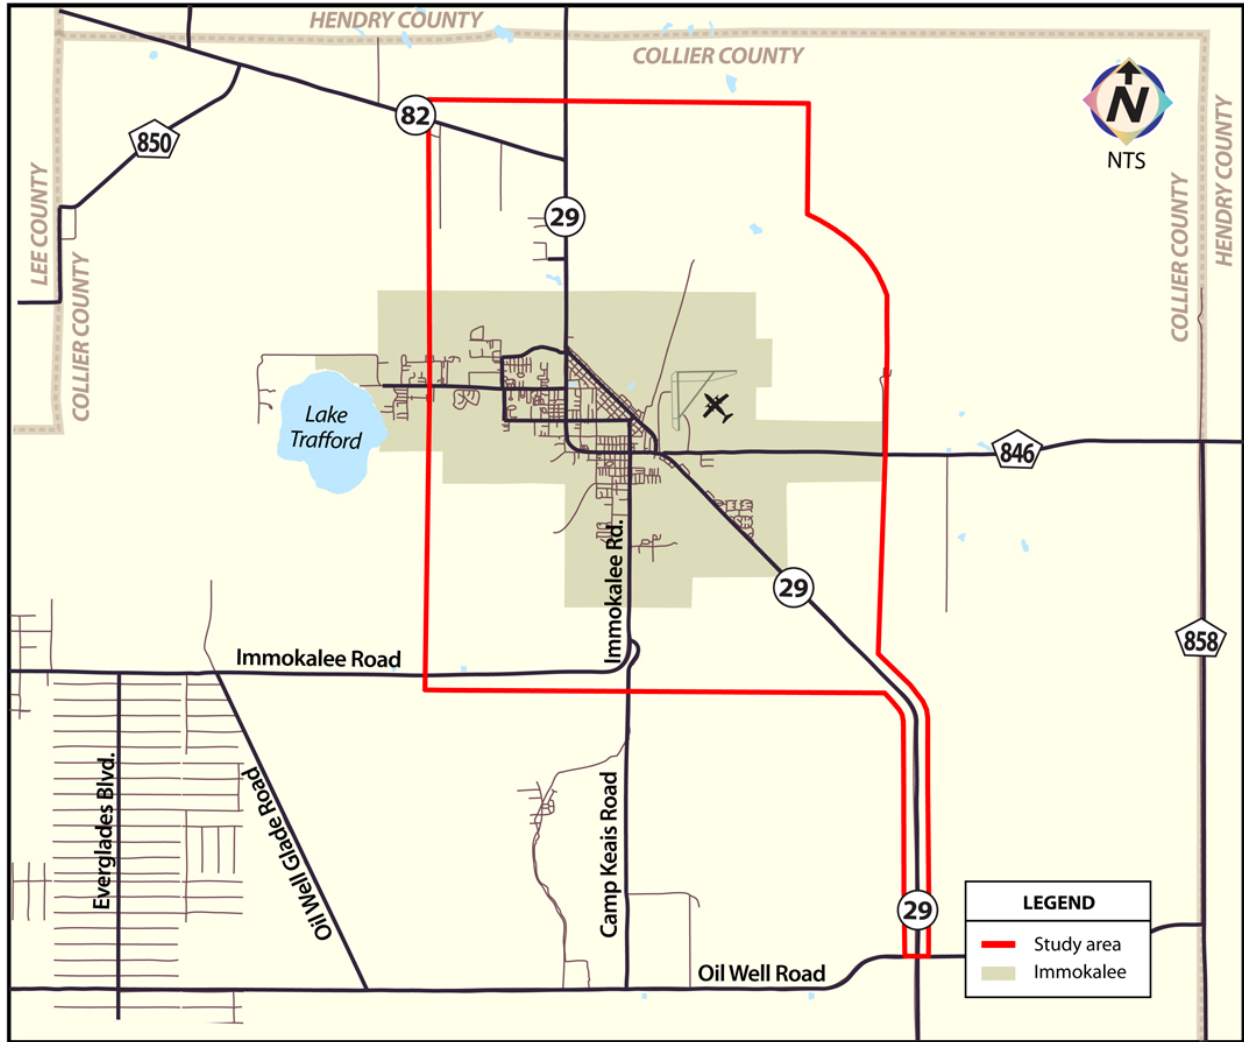 HENDRY COUNTY
COLLIER COUNTY
82
850
N
NTS
HENDRY COUNTY
LEE COUNTY
COLLIER COUNTY
29
COLLIER COUNTY
Lake
Trafford
846
Immokalee Rd.
29
858
Immokalee Road
Everglades Blvd.
Oil Well Glade Road
Camp Keais Road
29
LEGEND
Study area
Immokalee
Oil Well Road